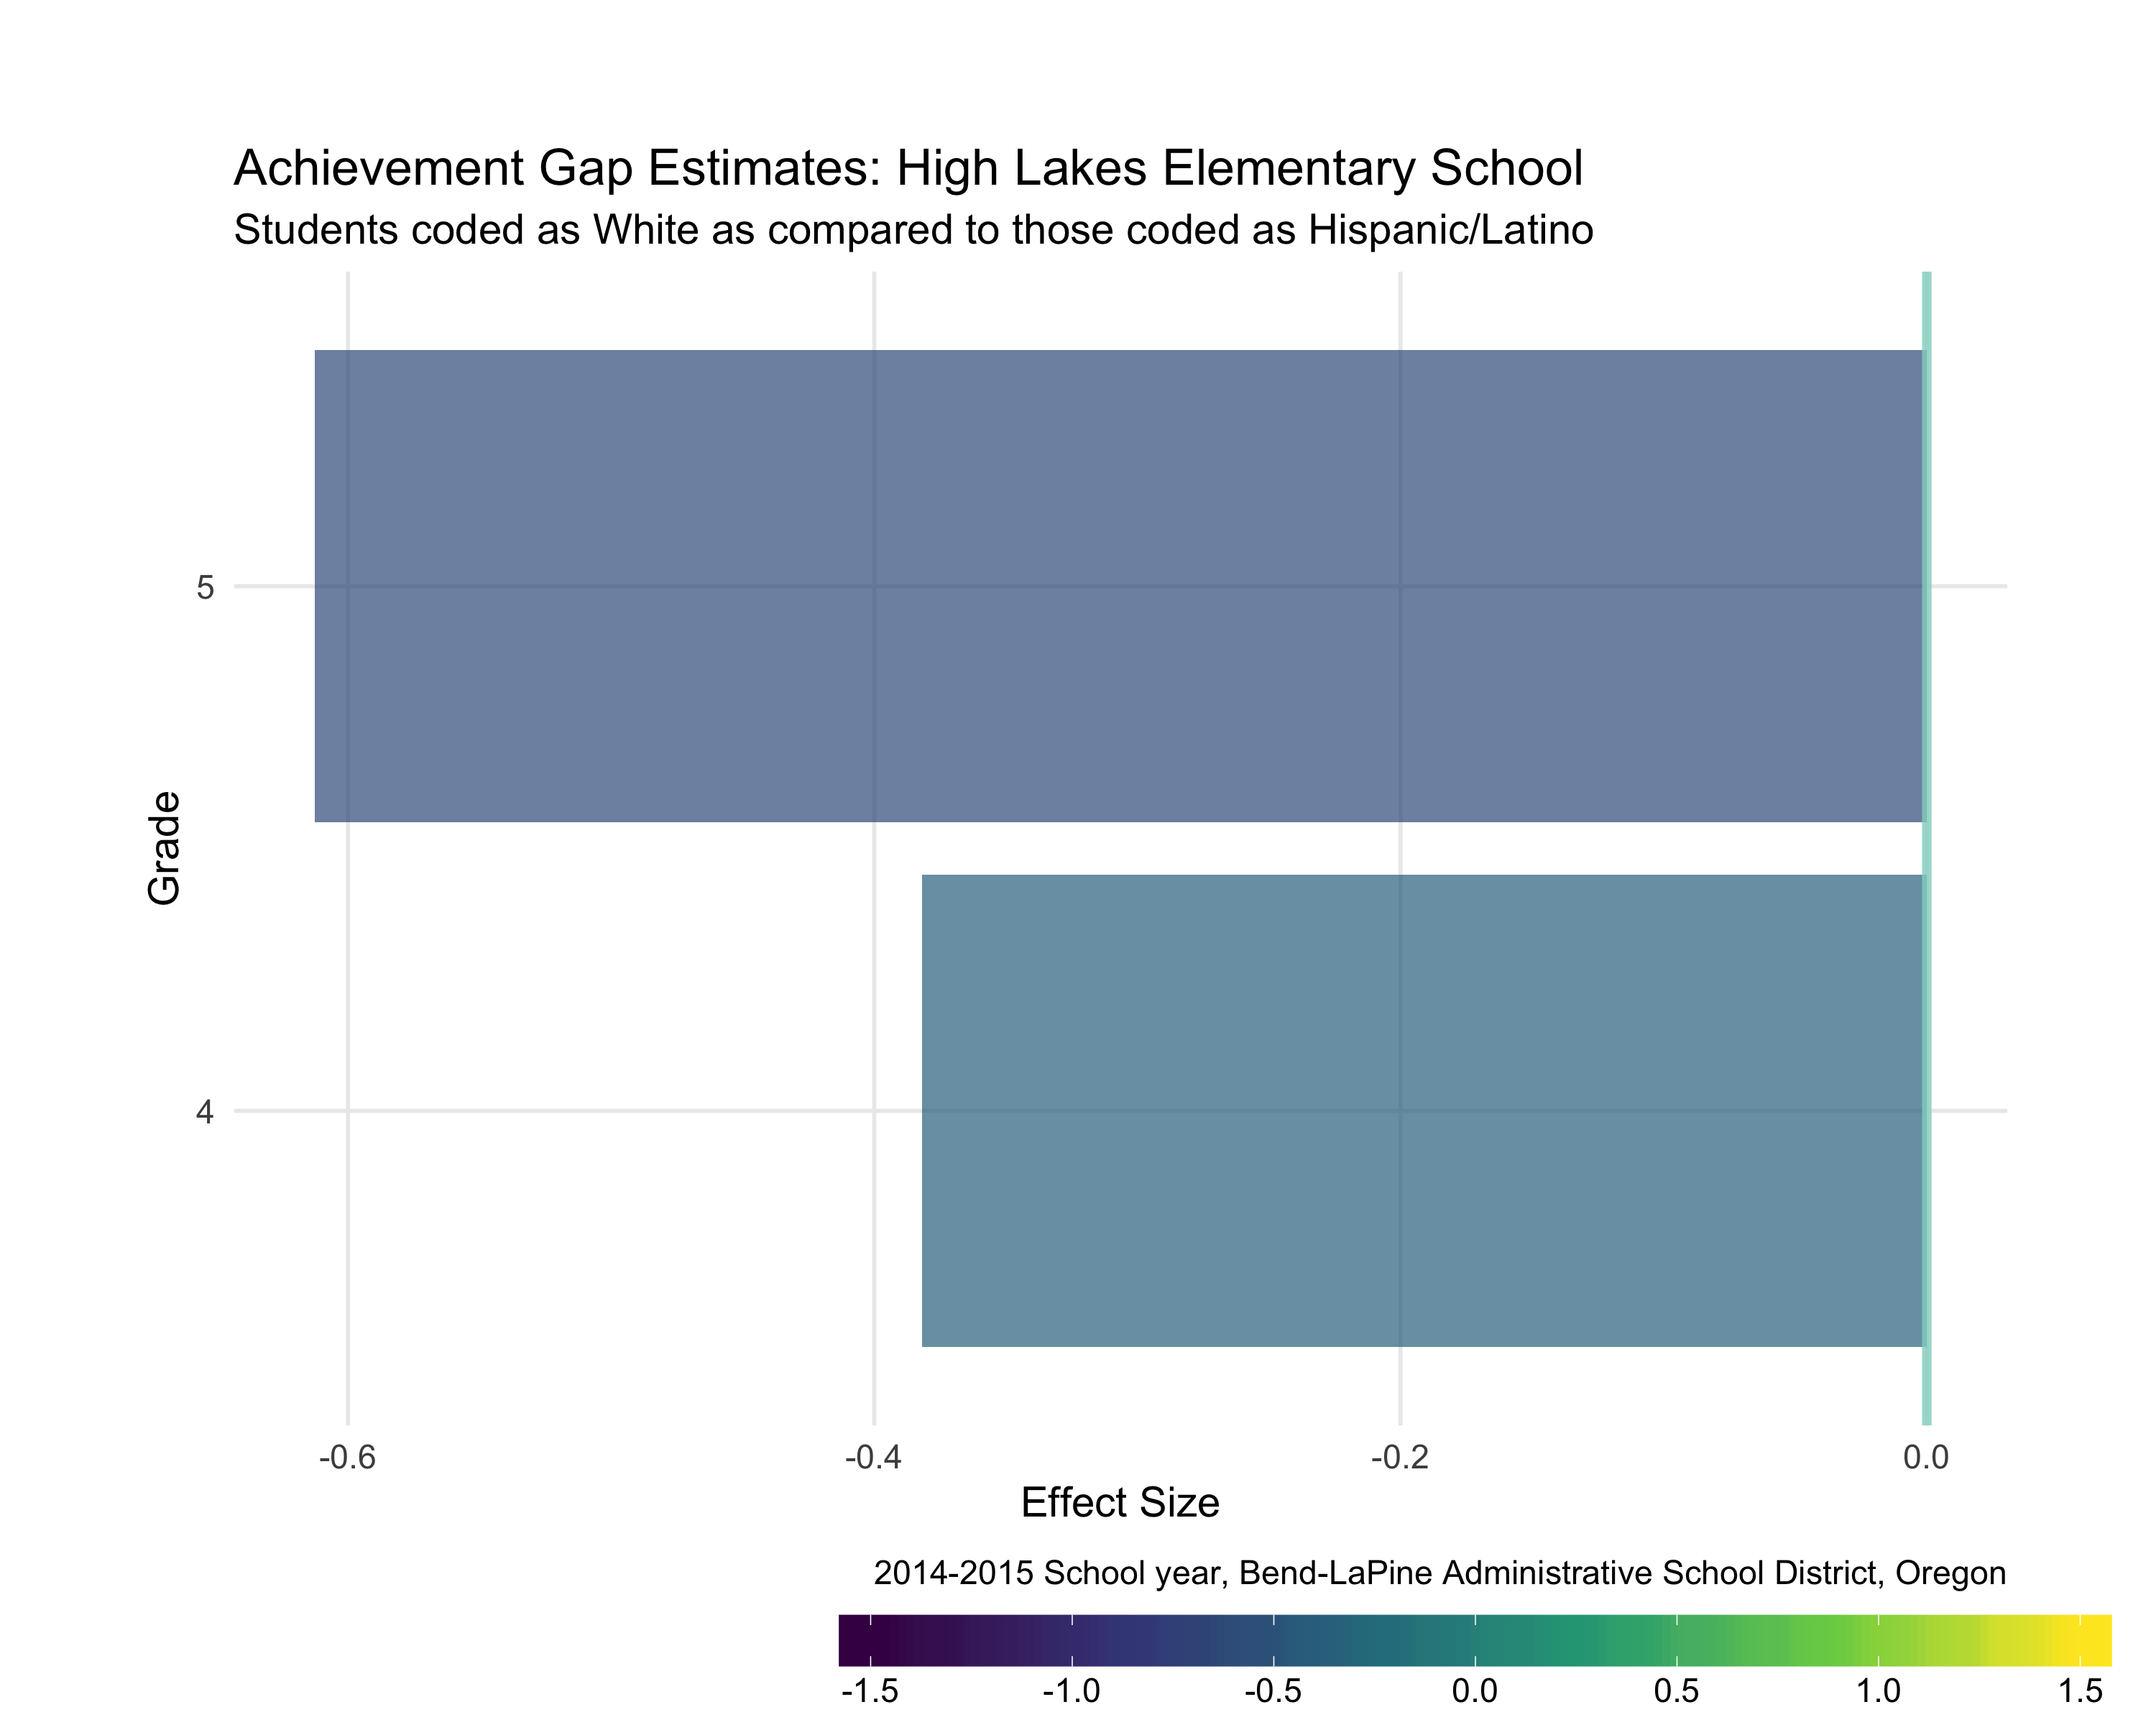 Achievement Gap Estimates: High Lakes Elementary School
Students coded as White as compared to those coded as Hispanic/Latino
5
Grade
4
-0.6 -0.4 -0.2 0.0
Effect Size
2014-2015 School year, Bend-LaPine Administrative School District, Oregon
-1.5 -1.0 -0.5 0.0 0.5 1.0 1.5